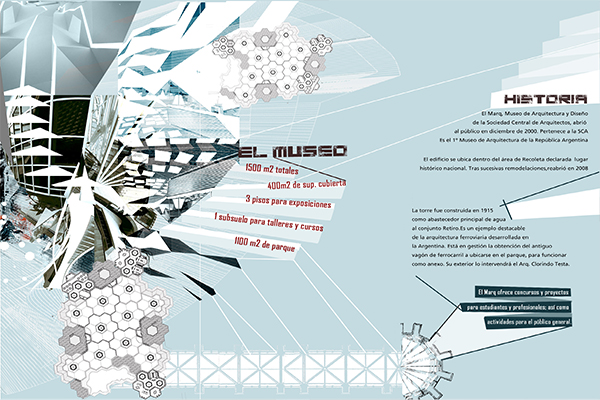 EL MUSEO
1500 m2 totales
400m2 de sup. cubierta
3 pisos para exposiciones
1 subsuelo para talleres y cursos
1100 m2 de parque
HISTORIA
El Marq, Museo de Arquitectura y Diseño
de la Sociedad Central de Arquitectos, abrió
al público en diciembre de 2000. Pertenece a la SCA
Es el 1º Museo de Arquitectura de la República Argentina
El edificio se ubica dentro del área de Recoleta declarada lugar
histórico nacional. Tras sucesivas remodelaciones,reabrió en 2008
La torre fue construída en 1915
como abastecedor principal de agua
al conjunto Retiro.Es un ejemplo destacable
de la arquitectura ferroviaria desarrollada en
la Argentina. Está en gestión la obtención del antiguo
vagón de ferrocarril a ubicarse en el parque, para funcionar
como anexo. Su exterior lo intervendrá el Arq. Clorindo Testa.
El Marq ofrece concursos y proyectos
para estudiantes y profesionales; así como
actividades para el público general.